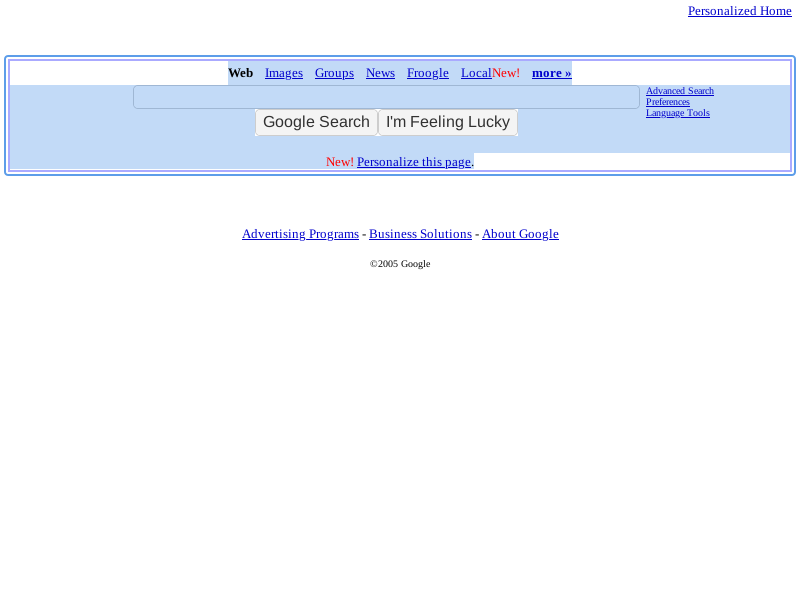 Personalized Home
Web Images Groups News Froogle LocalNew! more »
Advanced Search
Preferences
Language Tools
Google Search I'm Feeling Lucky
New! Personalize this page.
Advertising Programs - Business Solutions - About Google
©2005 Google